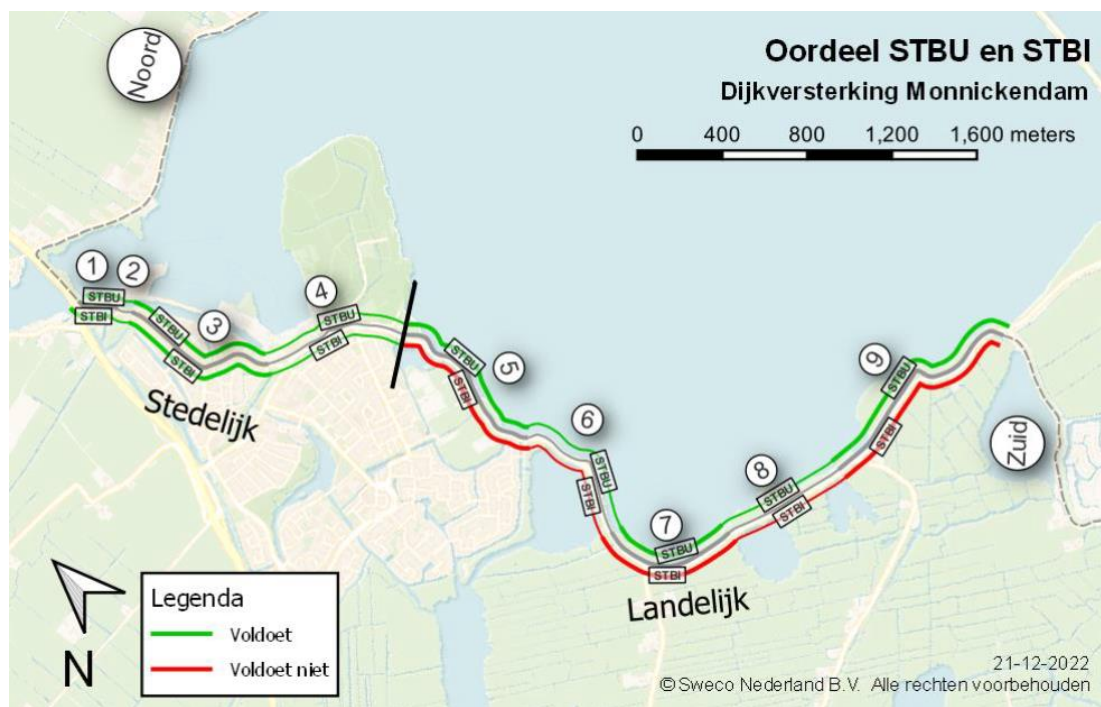 Oordeel STBU en STBI
Dijkversterking Monnickendam
0 400 800 1,200 1,600 meters
Noord
1 2
STBU
STBI
3
STBU
STBI
Stedelijk
4
STBU
STBI
5
STBU
STBI
6
STBU
STBI
7
STBU
STBI
Landelijk
8
STBU
STBI
9
STBU
STBI
Zuid
N
Legenda
Voldoet
Voldoet niet
21-12-2022
© Sweco Nederland B.V. Alle rechten voorbehouden